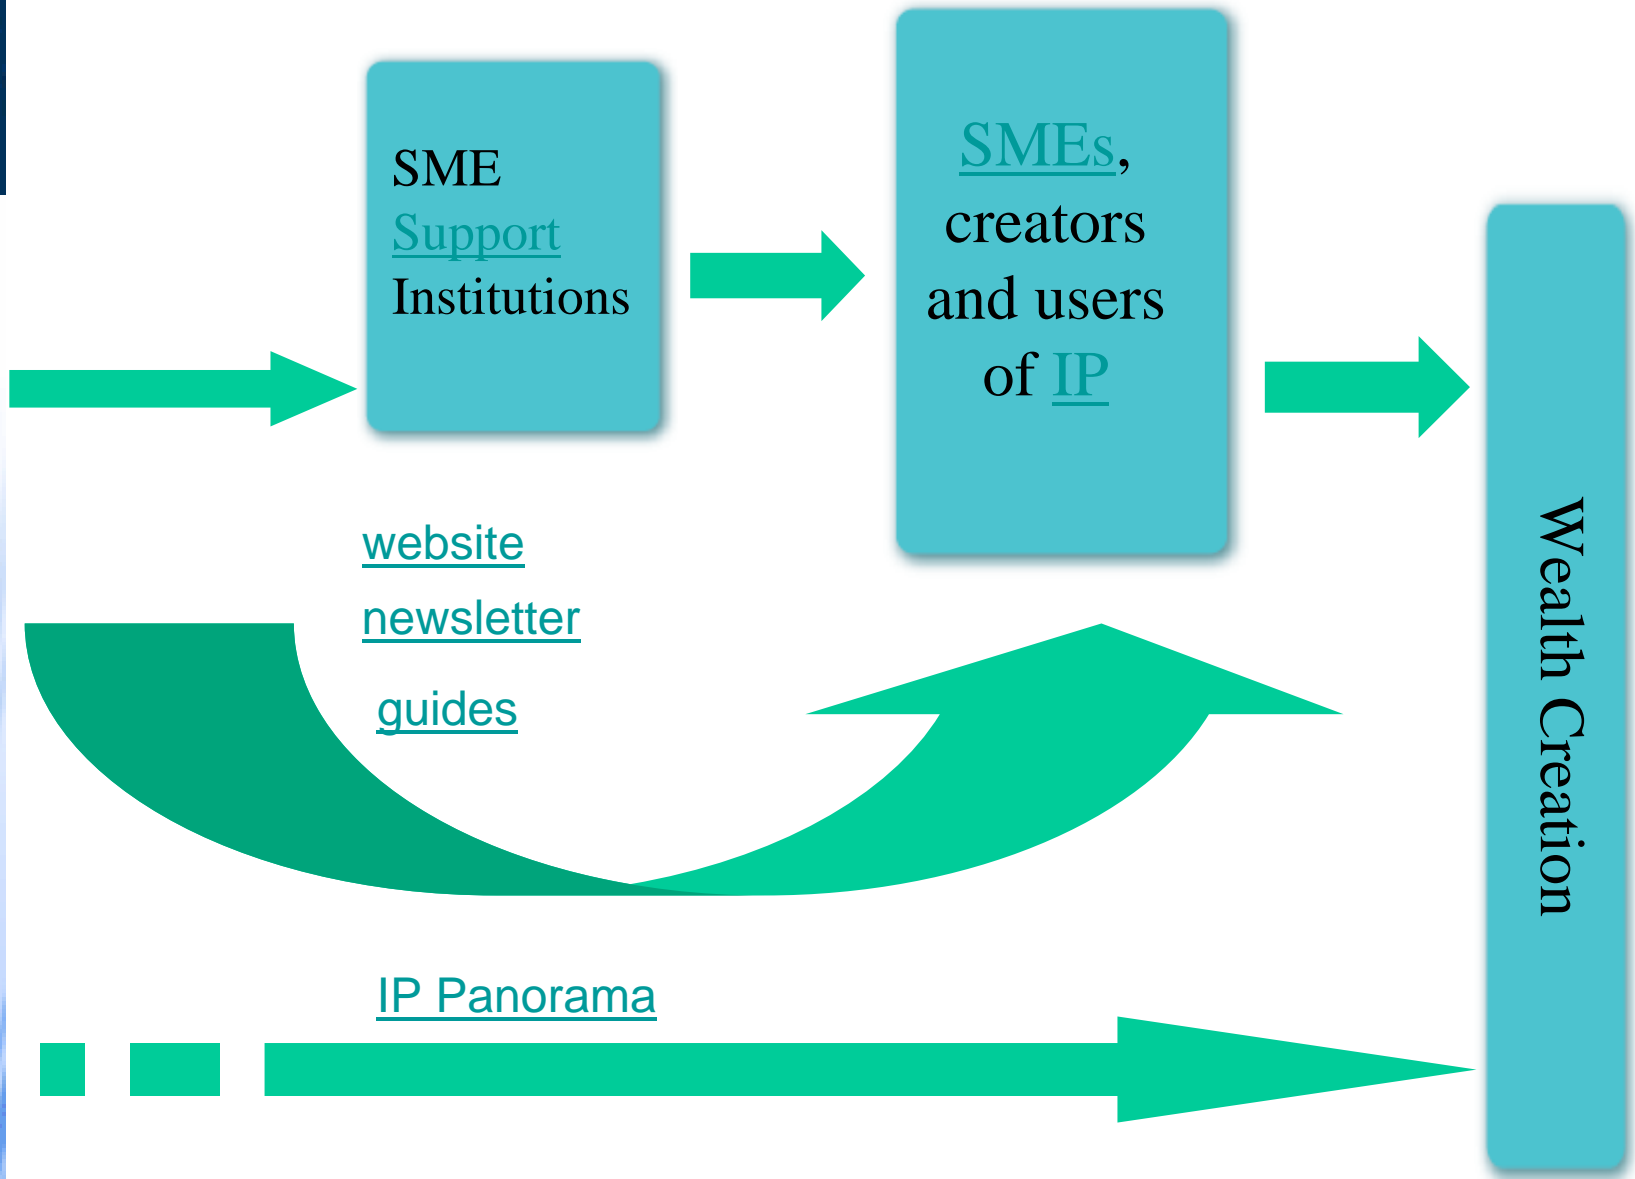 SME
Support
Institutions
SMEs,
creators
and users
of IP
website
newsletter
guides
IP Panorama
Wealth Creation